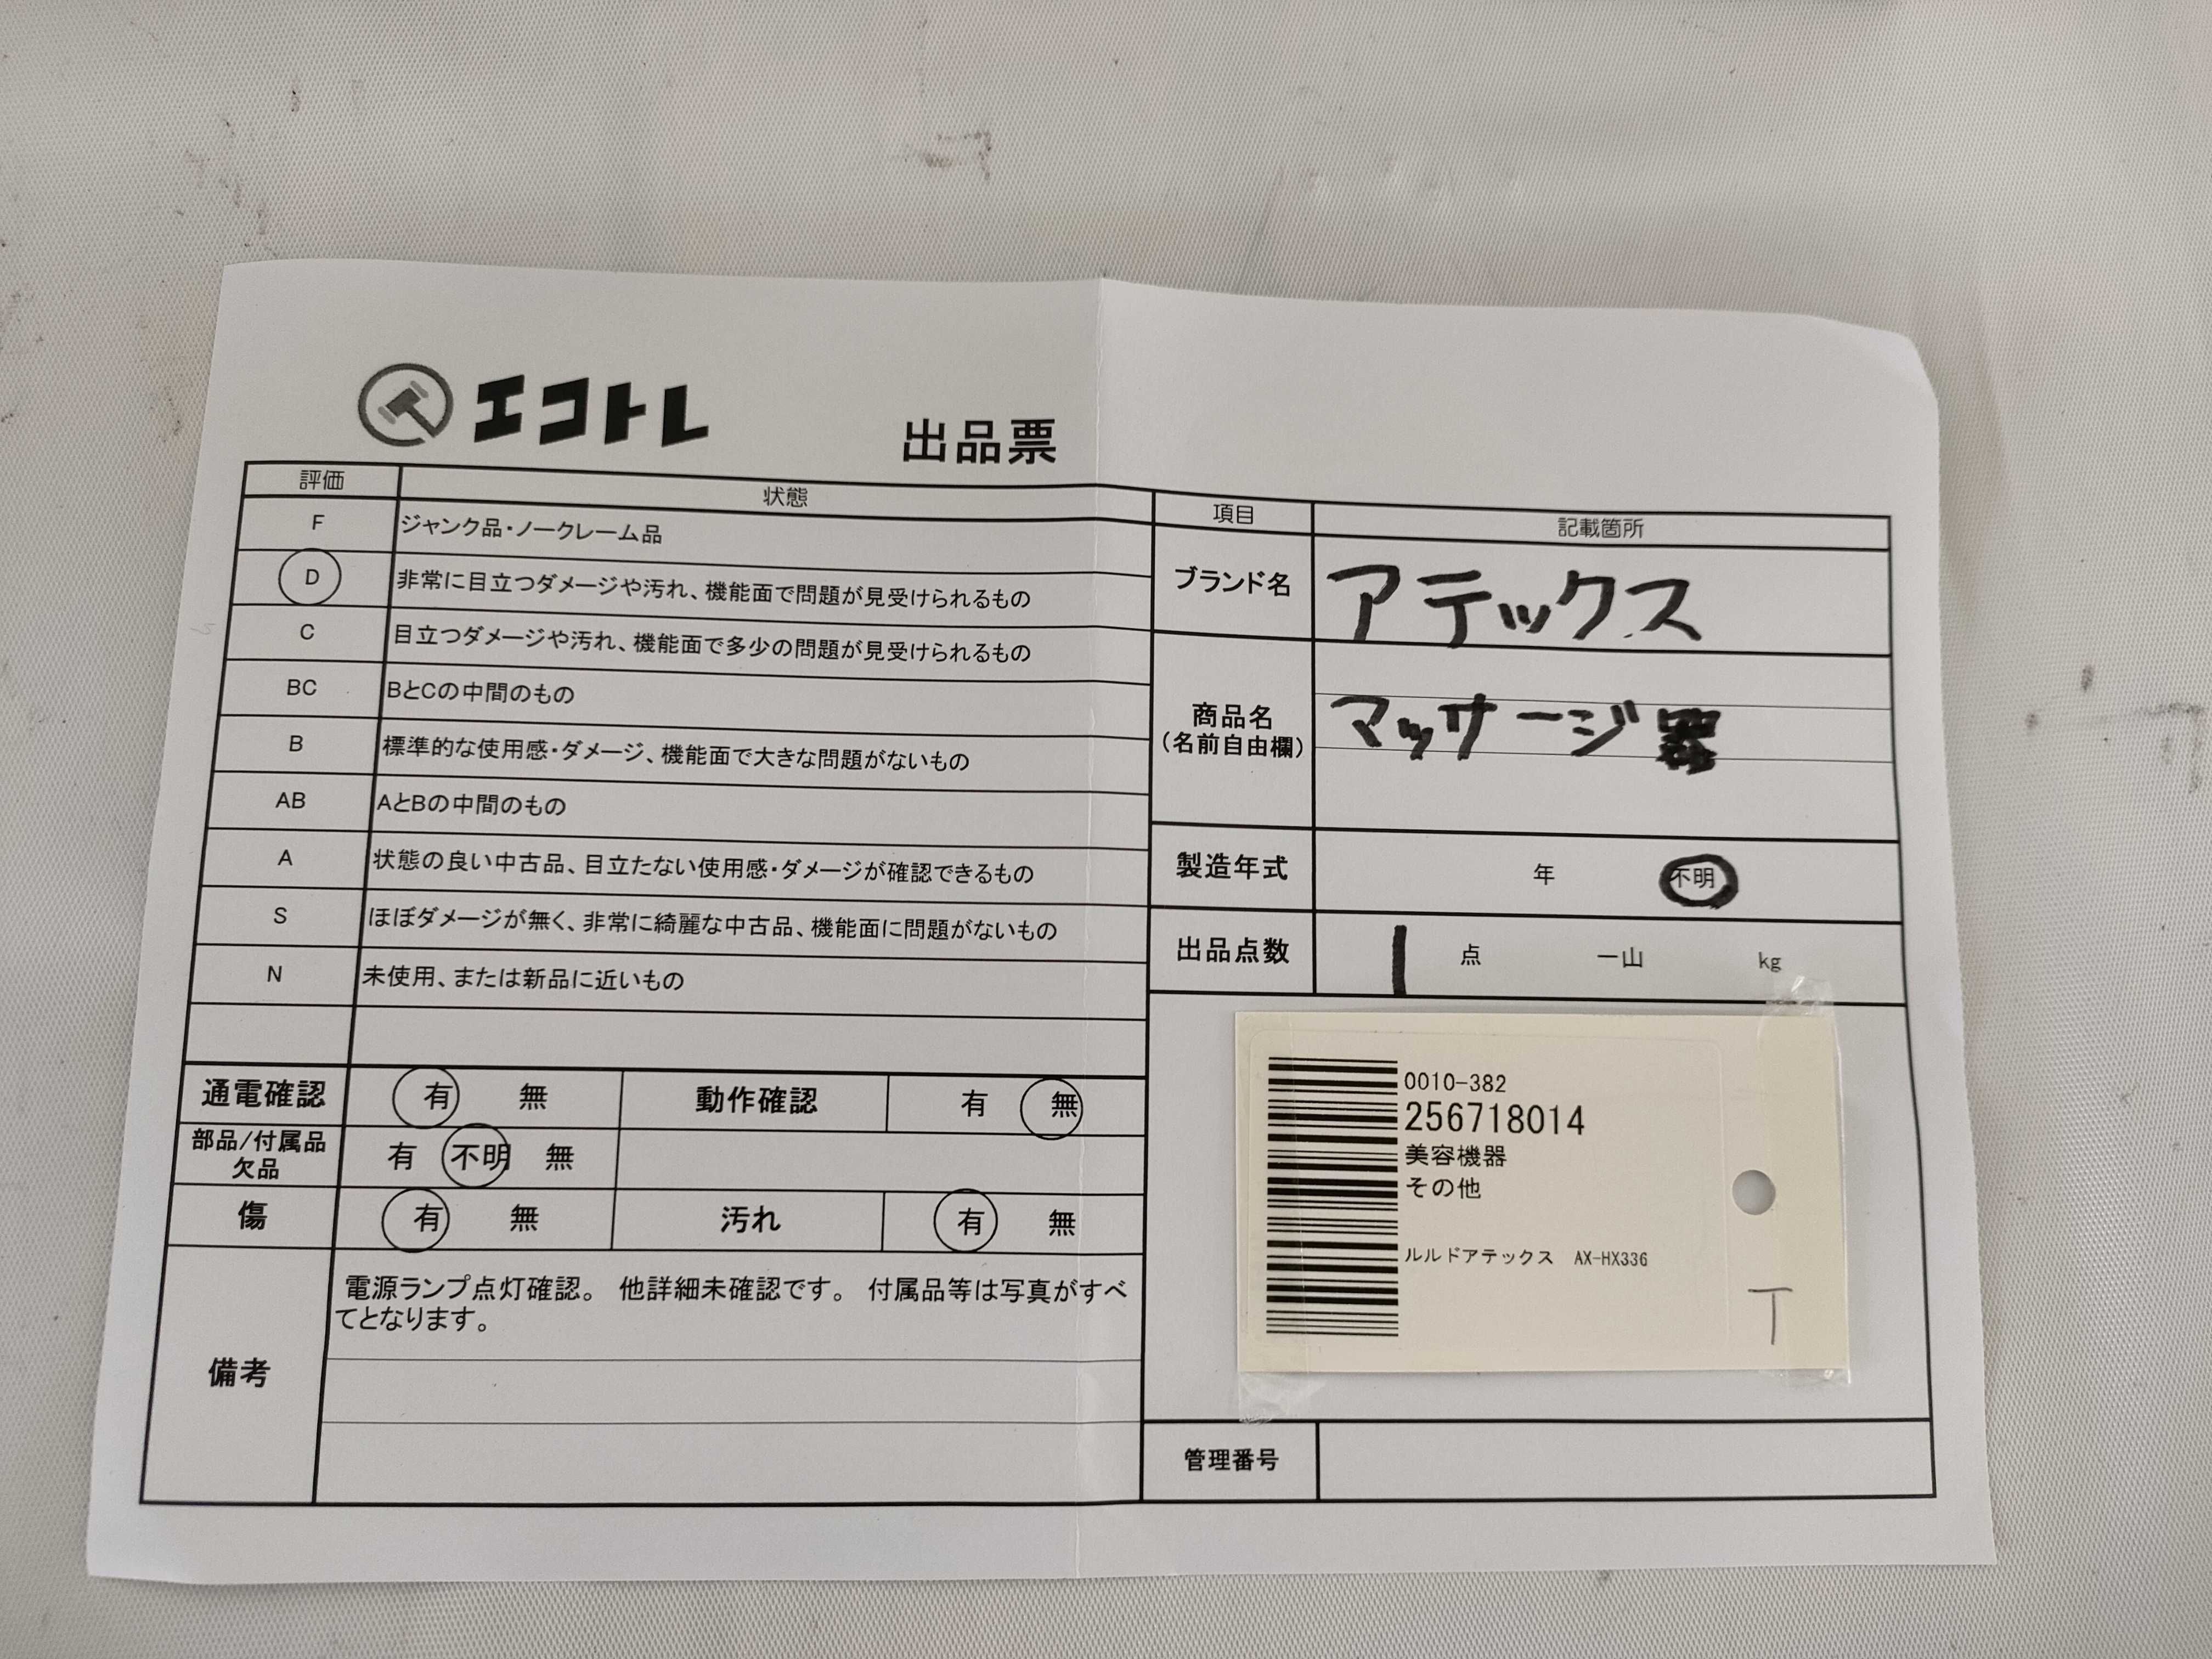 エコトレ
出品票
評価 状態
F ジャンク品・ノークレーム品
D 非常に目立つダメージや汚れ、機能面で問題が見受けられるもの
C 目立つダメージや汚れ、機能面で多少の問題が見受けられるもの
BC BとCの中間のもの
B 標準的な使用感・ダメージ、機能面で大きな問題がないもの
AB AとBの中間のもの
A 状態の良い中古品、目立たない使用感・ダメージが確認できるもの
S ほぼダメージが無く、非常に綺麗な中古品、機能面に問題がないもの
N 未使用、または新品に近いもの
通電確認 有 無 動作確認 有 無
部品/付属品
欠品 有 不明 無
傷 有 無 汚れ 有 無
備考
電源ランプ点灯確認。 他詳細未確認です。 付属品等は写真がすべ
てとなります。
項目 記載箇所
ブランド名 アテックス
商品名
(名前自由欄)
マッサージ器
製造年式 年 不明
出品点数 1 点 一山 kg
0010-382
256718014
美容機器
その他
ルルドアテックス AX-HX336
T
管理番号